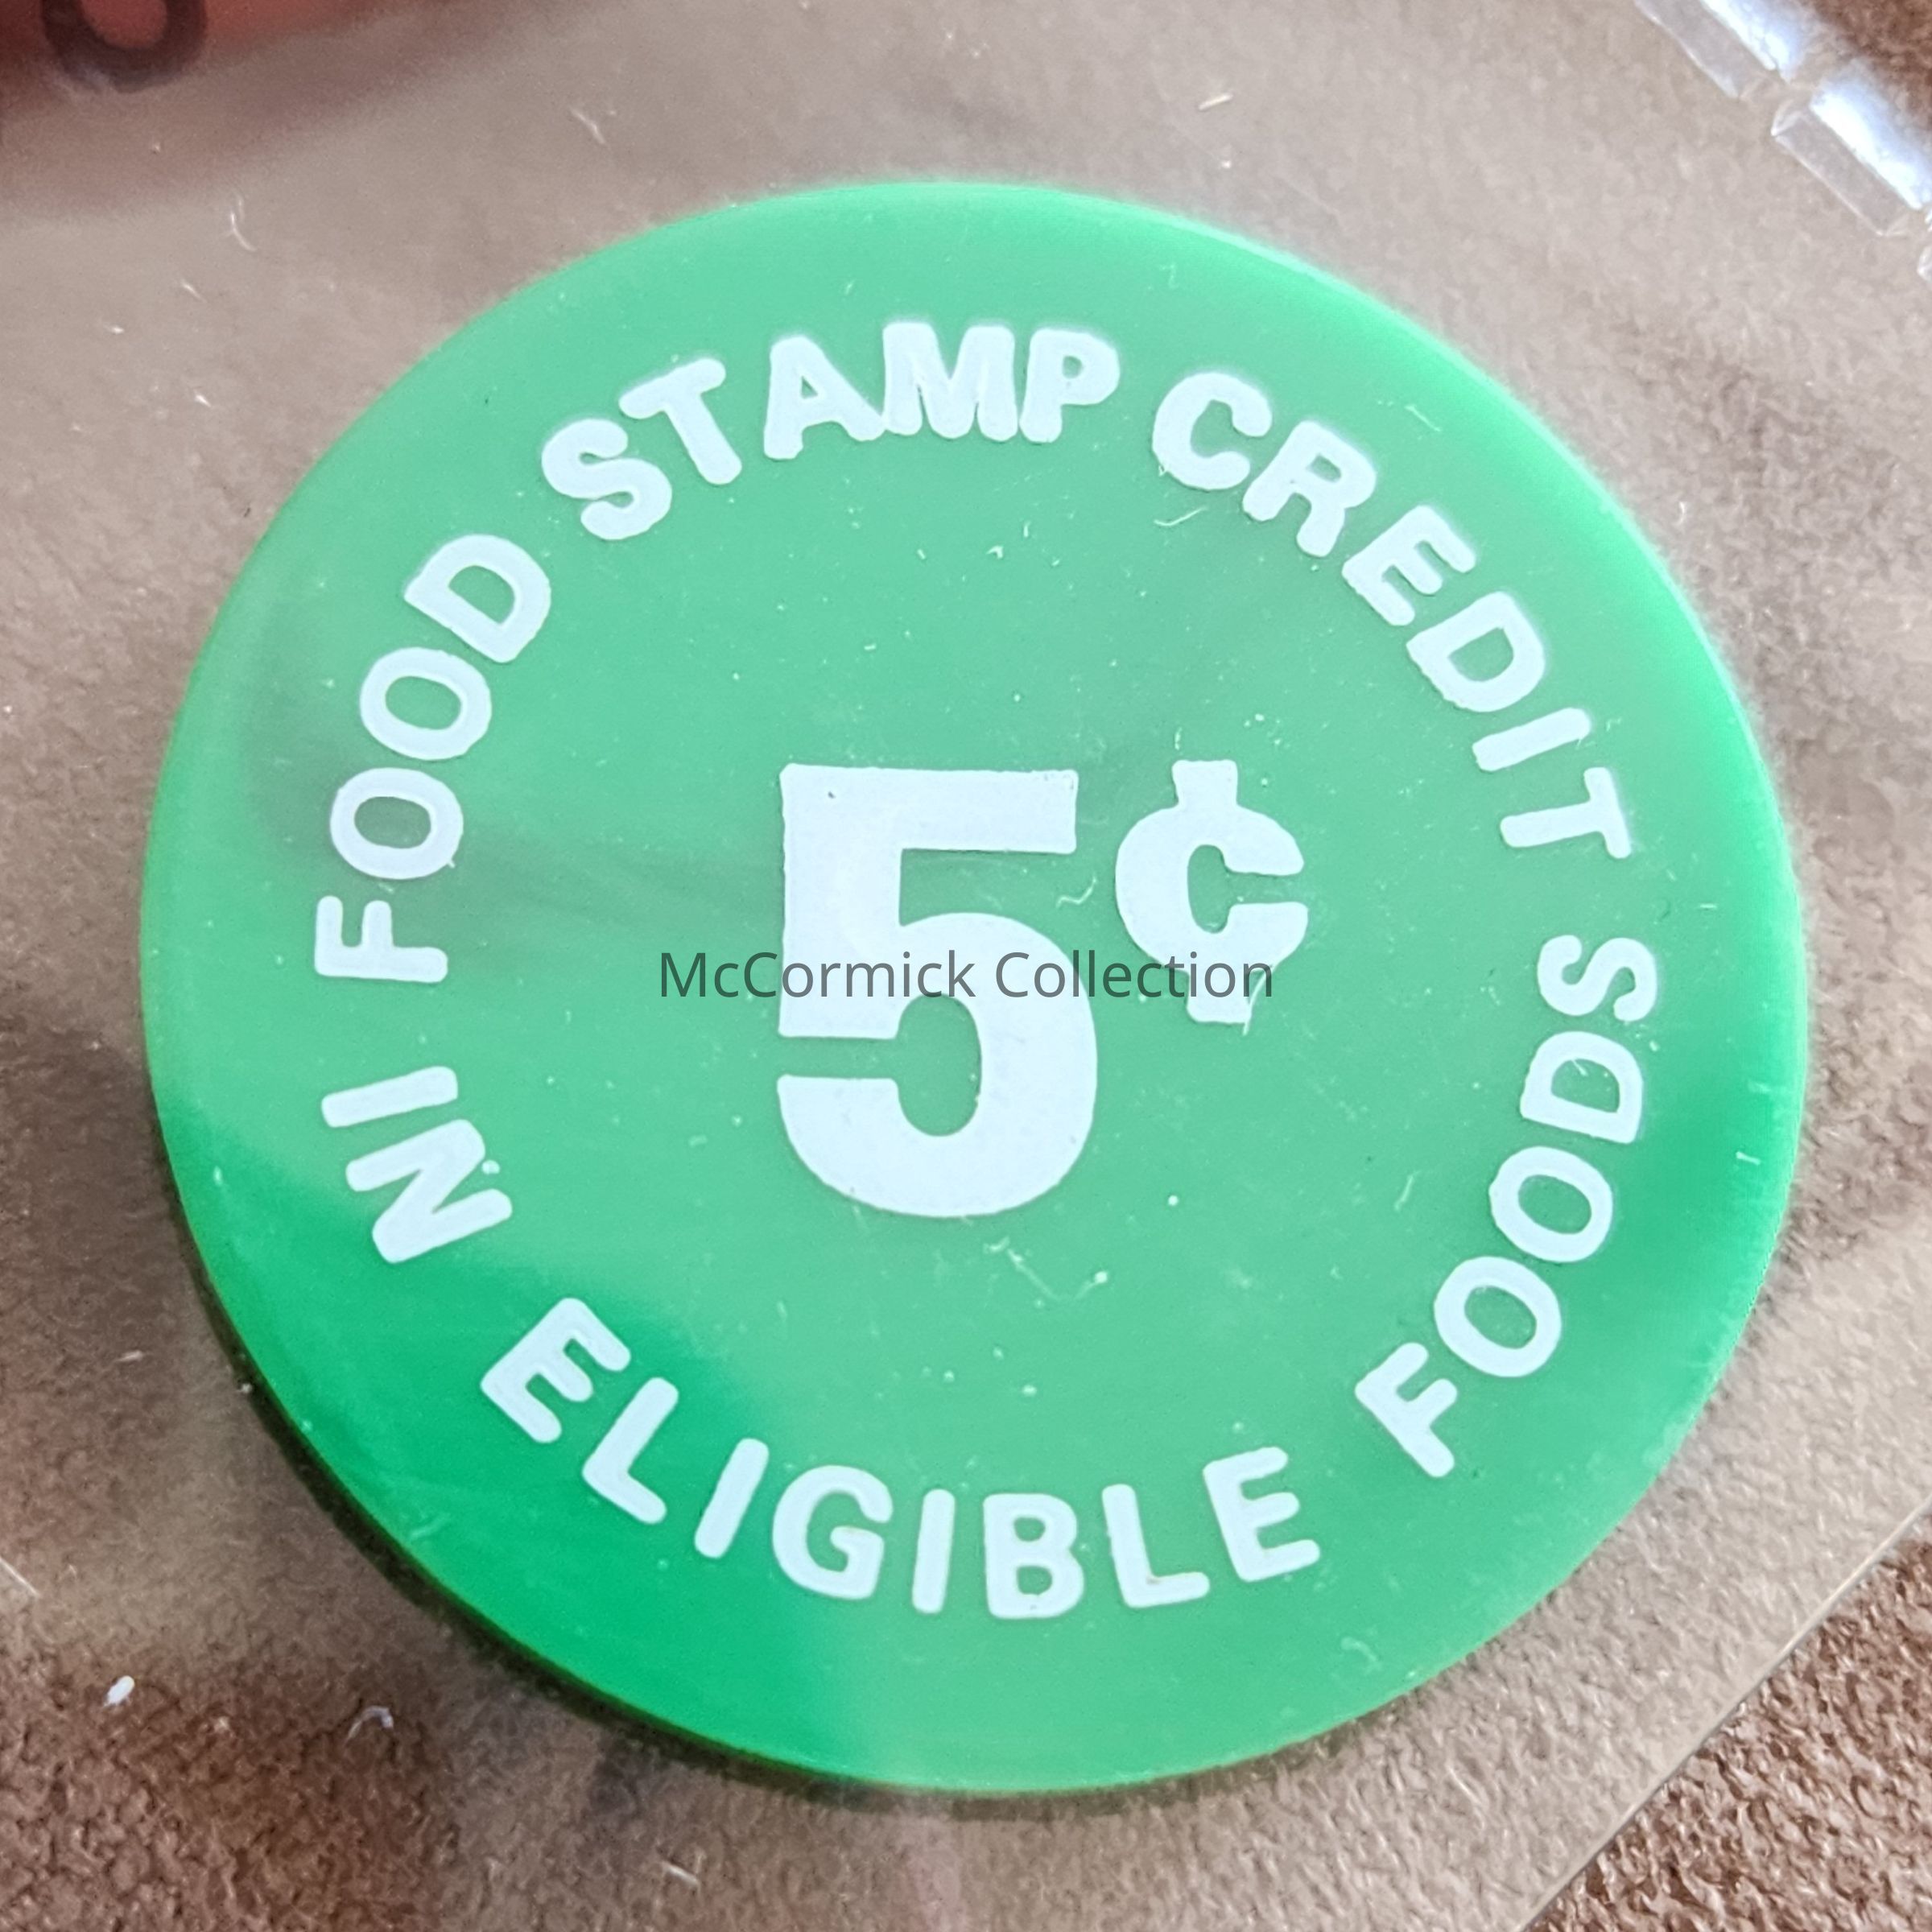 FOOD STAMP CREDIT
5¢
McCormick Collection
IN ELIGIBLE FOODS